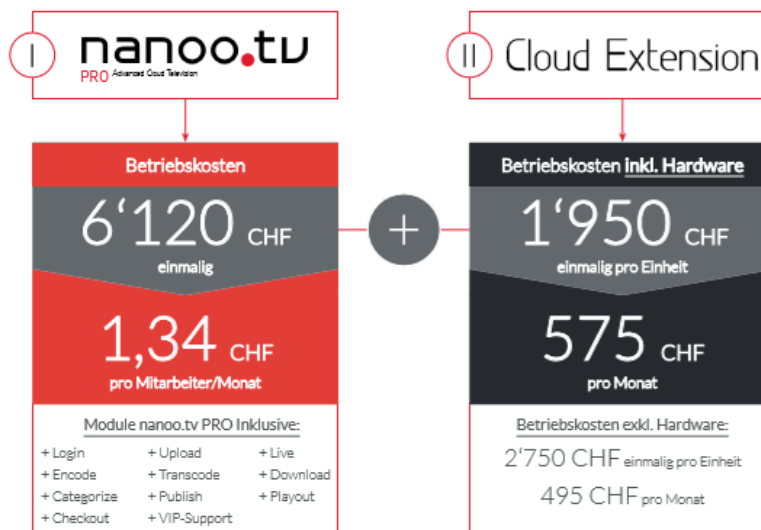 I
nanoo.tv
PRO Advanced Cloud Television
Betriebskosten
6‘120 CHF
einmalig
1,34 CHF
pro Mitarbeiter/Monat
Module nanoo.tv PRO Inklusive:
+ Login + Upload + Live
+ Encode + Transcode + Download
+ Categorize + Publish + Playout
+ Checkout + VIP-Support
+
II
Cloud Extension
Betriebskosten inkl. Hardware
1‘950 CHF
einmalig pro Einheit
575 CHF
pro Monat
Betriebskosten exkl. Hardware:
2‘750 CHF einmalig pro Einheit
495 CHF pro Monat